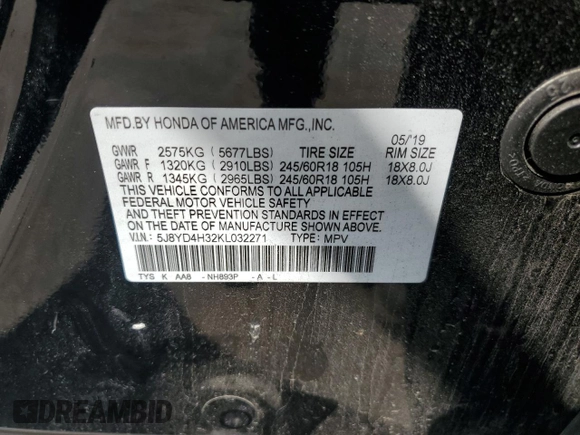 MFD.BY HONDA OF AMERICA MFG.,INC.
05/'19
GVWR 2575KG (5677LBS) TIRE SIZE RIM SIZE
GAWR F 1320KG (2910LBS) 245/60R18 105H 18X8.0J
GAWR R 1345KG (2965LBS) 245/60R18 105H 18X8.0J
THIS VEHICLE CONFORMS TO ALL APPLICABLE
FEDERAL MOTOR VEHICLE SAFETY
AND THEFT PREVENTION STANDARDS IN EFFECT
ON THE DATE OF MANUFACTURE SHOWN ABOVE.
V.I.N.: 5J8YD4H32KL032271 TYPE: MPV
TYS K AA8 - NH893P - A - L
DREAMBID